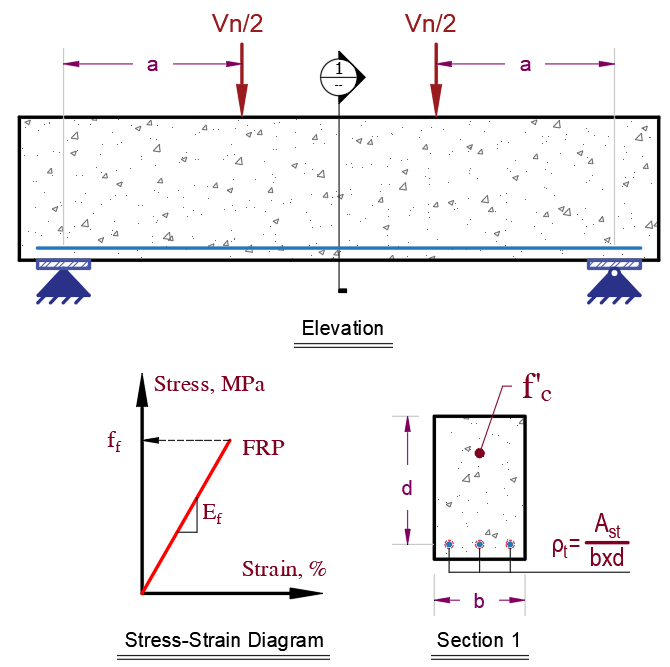 Vn/2 Vn/2
a a
1
--
Elevation
Stress, MPa
f'c
ff
FRP
d
Ef
ρt= Ast
bxd
Strain, %
b
Stress-Strain Diagram
Section 1